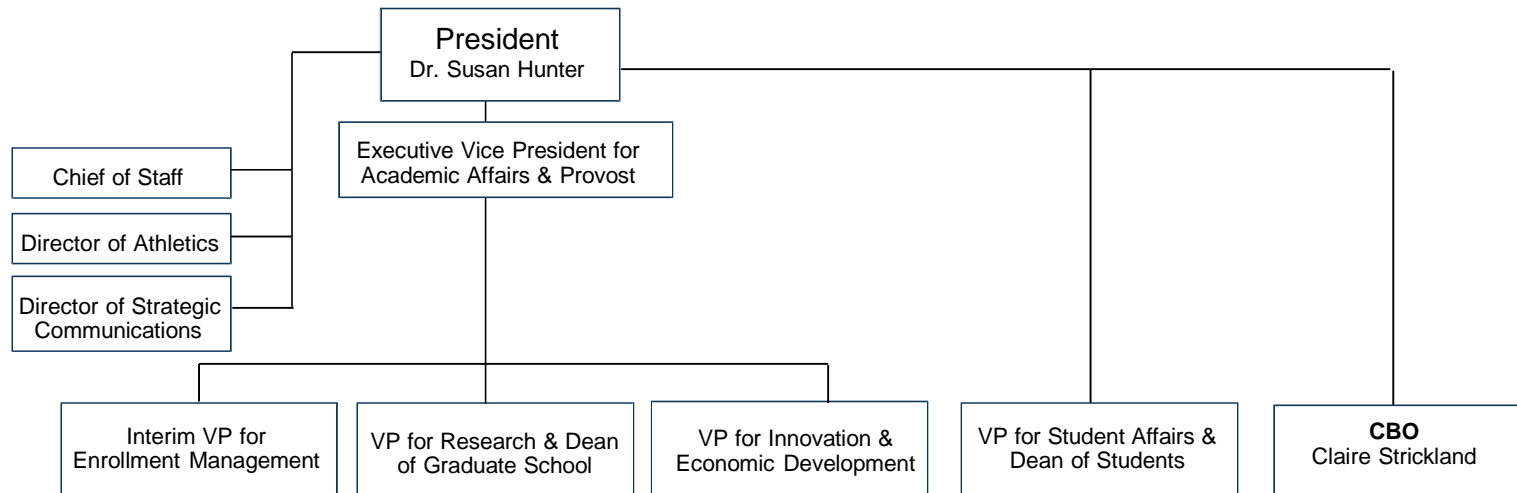 President
Dr. Susan Hunter
Executive Vice President for
Academic Affairs & Provost
Chief of Staff
Director of Athletics
Director of Strategic
Communications
Interim VP for
Enrollment Management
VP for Research & Dean
of Graduate School
VP for Innovation &
Economic Development
VP for Student Affairs &
Dean of Students
CBO
Claire Strickland